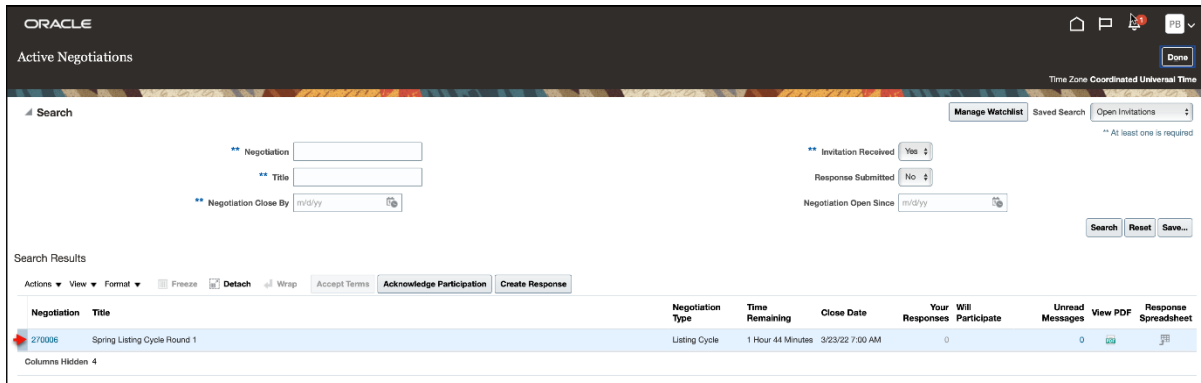 ORACLE
1
PB
Active Negotiations
Done
Time Zone Coordinated Universal Time
Search
Manage Watchlist Saved Search Open Invitations
** At least one is required
** Negotiation
** Invitation Received Yes
** Title
Response Submitted No
** Negotiation Close By m/d/yy
Negotiation Open Since m/d/yy
Search Reset Save...
Search Results
Actions View Format Freeze Detach Wrap Accept Terms Acknowledge Participation Create Response
Negotiation Title Negotiation Type Time Remaining Close Date Your Responses Will Participate Unread Messages View PDF Response Spreadsheet
270006 Spring Listing Cycle Round 1 Listing Cycle 1 Hour 44 Minutes 3/23/22 7:00 AM 0 0
Columns Hidden 4